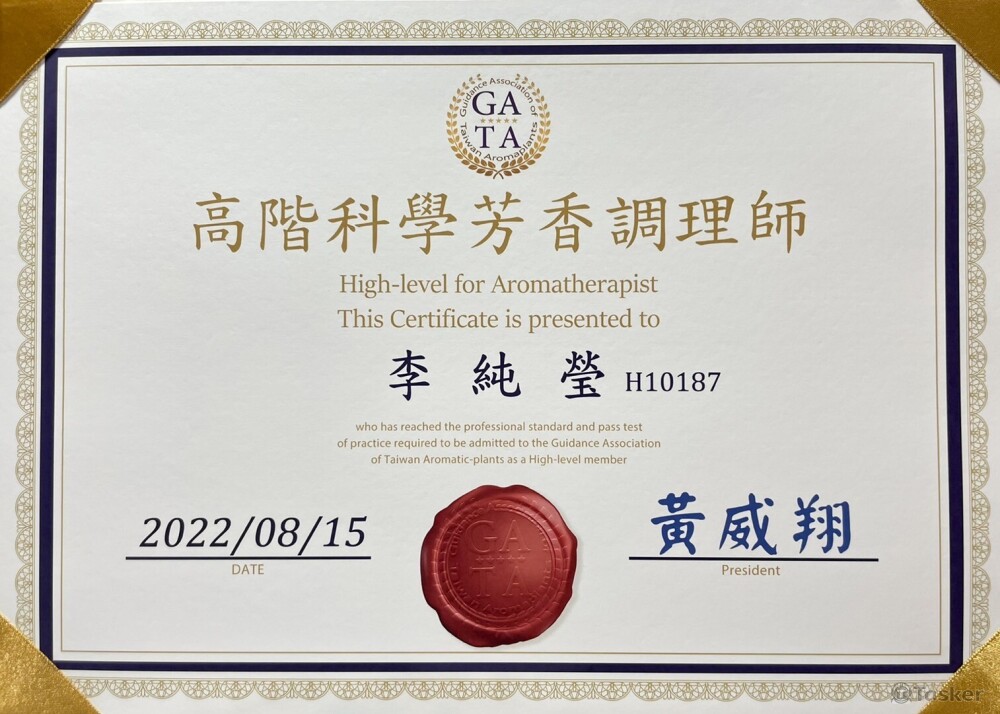 Guidance Association of
GA
TA
Taiwan Aromaplants
高階科學芳香調理師
High-level for Aromatherapist
This Certificate is presented to
李純瑩 H10187
who has reached the professional standard and pass test
of practice required to be admitted to the Guidance Association
of Taiwan Aromatic-plants as a High-level member
2022/08/15
DATE
GA
TA
黃威翔
President
Tasker